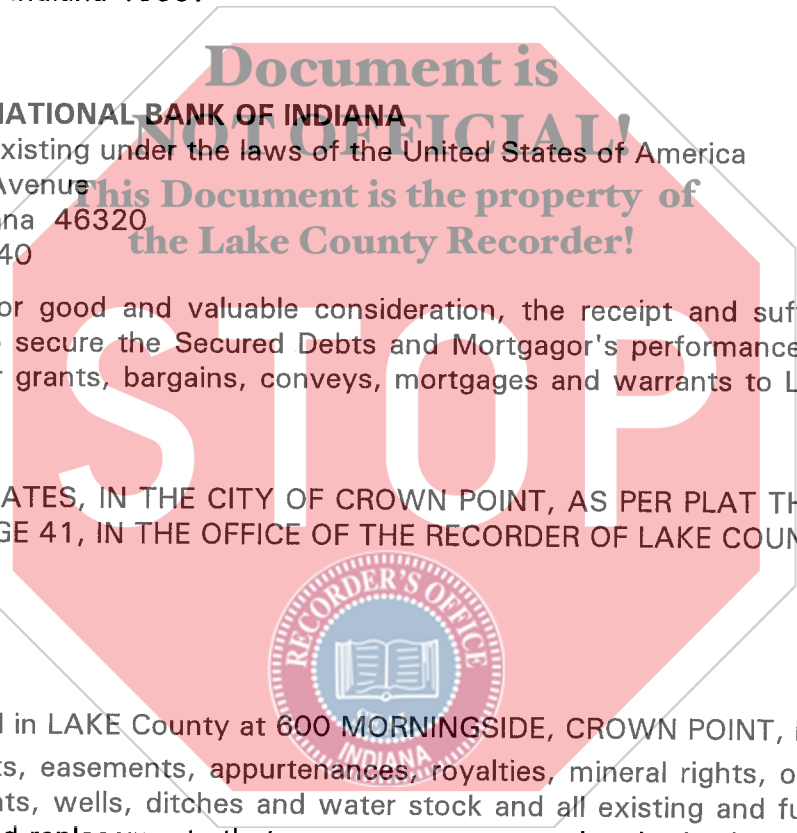 Document is
NATIONAL BANK OF INDIANA
NOT OFFICIAL!
existing under the laws of the United States of America
Avenue
This Document is the property of
ana 46320
the Lake County Recorder!
40
or good and valuable consideration, the receipt and suf
secure the Secured Debts and Mortgagor's performance
grants, bargains, conveys, mortgages and warrants to L
STOP
ATES, IN THE CITY OF CROWN POINT, AS PER PLAT TH
GE 41, IN THE OFFICE OF THE RECORDER OF LAKE COUN
RECORDER'S OFFICE
in LAKE County at 600 MORNINGSIDE, CROWN POINT,
INDIANA
ts, easements, appurtenances, royalties, mineral rights, o
nts, wells, ditches and water stock and all existing and fu